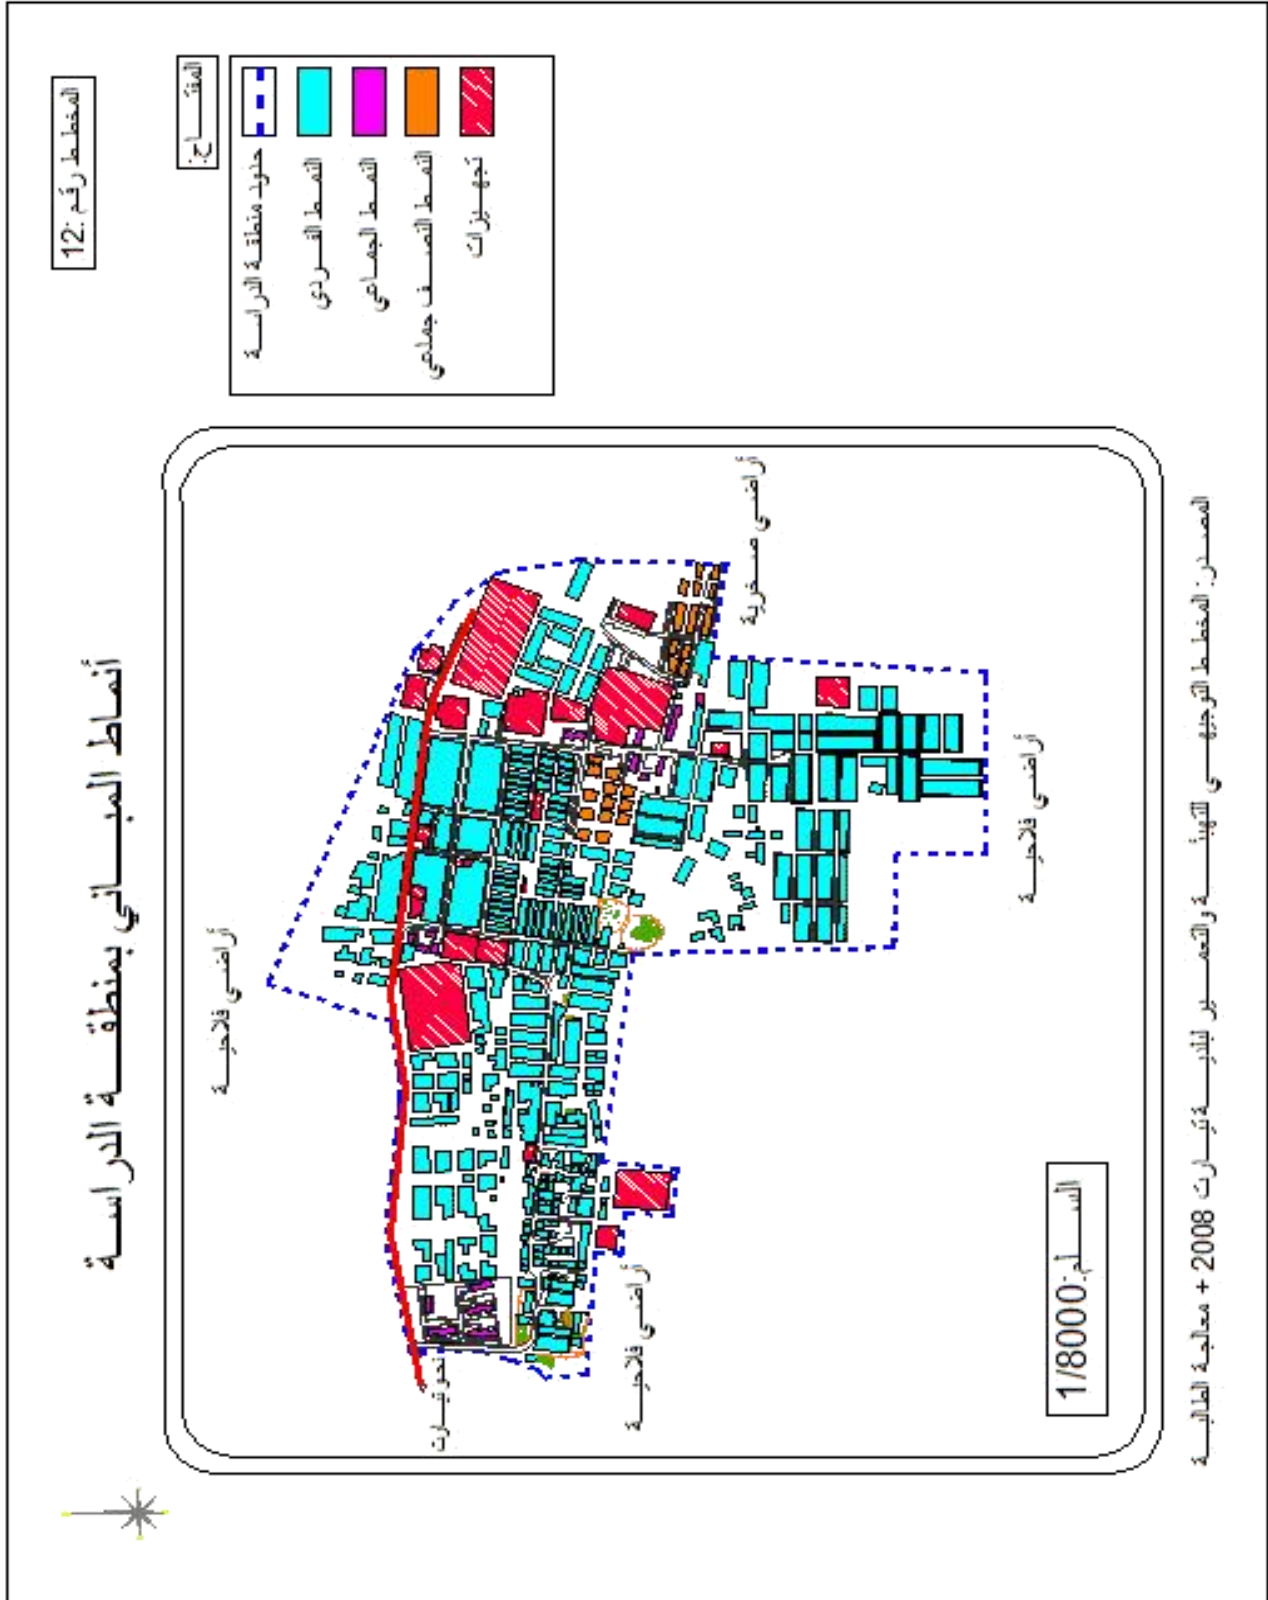 المخطط رقم :12
أنماط المباني بمنطقة الدراسة
المفتاح:
حدود منطقة الدراسة
النمط الفردي
النمط الجماعي
النمط النصف جماعي
تجهيزات
أراضي فلاحية
أراضي صخرية
أراضي فلاحية
أراضي فلاحية
نحو تيارت
السلم:1/8000
المصدر: المخطط التوجيهي للتهيئة والتعمير لبلدية تيارت 2008 + معالجة الطالبة